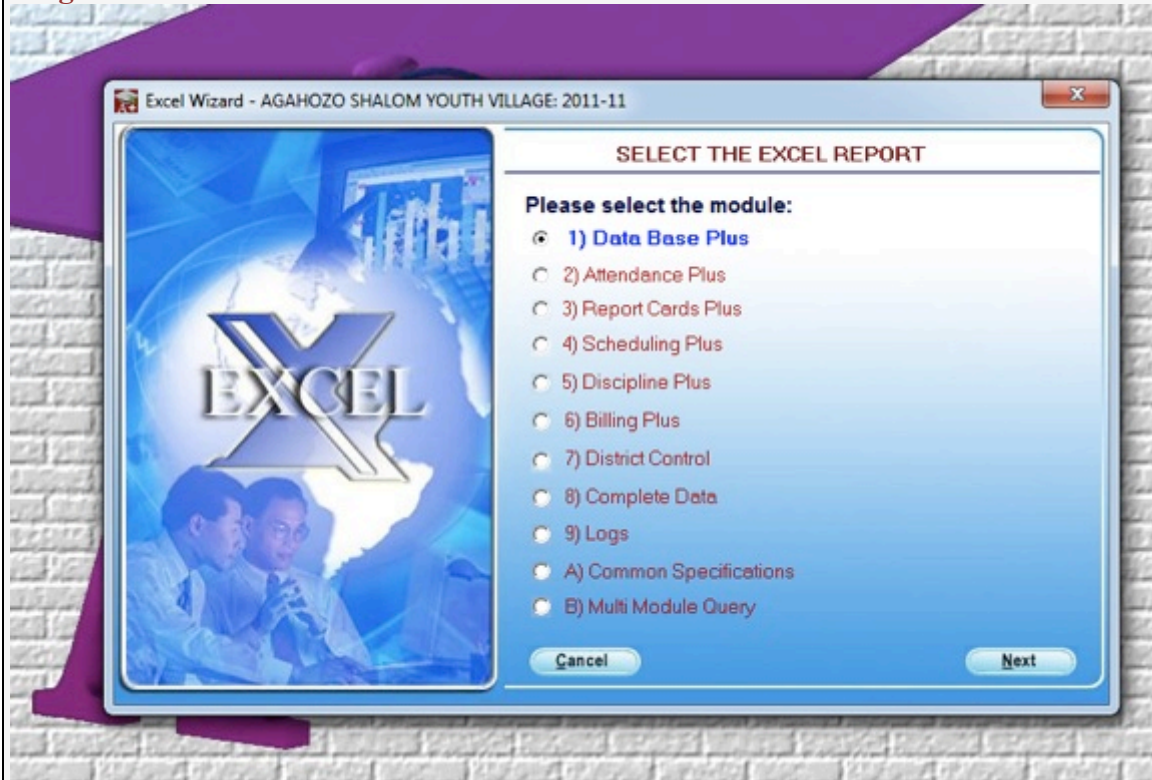 Excel Wizard - AGAHOZO SHALOM YOUTH VILLAGE: 2011-11
X
EXCEL
SELECT THE EXCEL REPORT
Please select the module:
1) Data Base Plus
2) Attendance Plus
3) Report Cards Plus
4) Scheduling Plus
5) Discipline Plus
6) Billing Plus
7) District Control
8) Complete Data
9) Logs
A) Common Specifications
B) Multi Module Query
Cancel
Next